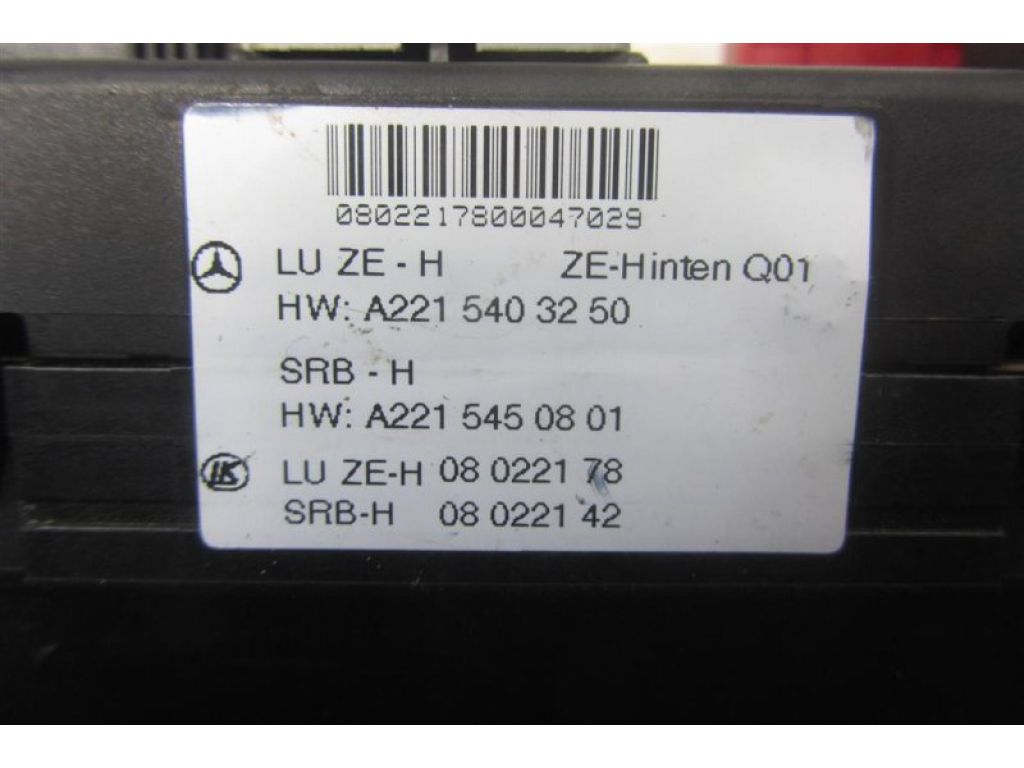 0802217800047029
LU ZE - H ZE-Hinten Q01
HW: A221 540 32 50
SRB - H
HW: A221 545 08 01
LK LU ZE-H 08 0221 78
SRB-H 08 0221 42